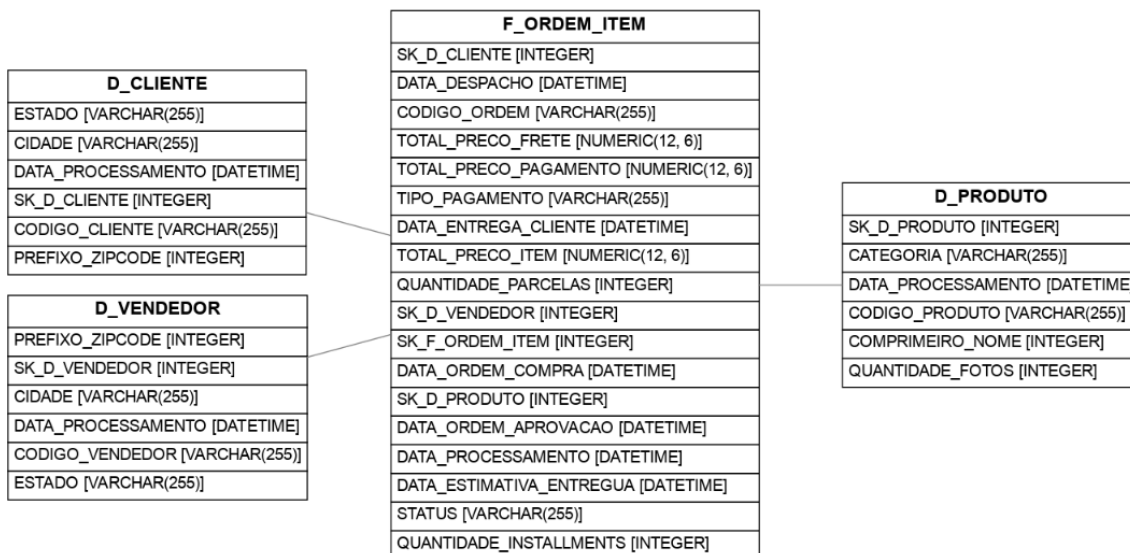 D_CLIENTE
ESTADO [VARCHAR(255)]
CIDADE [VARCHAR(255)]
DATA_PROCESSAMENTO [DATETIME]
SK_D_CLIENTE [INTEGER]
CODIGO_CLIENTE [VARCHAR(255)]
PREFIXO_ZIPCODE [INTEGER]
D_VENDEDOR
PREFIXO_ZIPCODE [INTEGER]
SK_D_VENDEDOR [INTEGER]
CIDADE [VARCHAR(255)]
DATA_PROCESSAMENTO [DATETIME]
CODIGO_VENDEDOR [VARCHAR(255)]
ESTADO [VARCHAR(255)]
F_ORDEM_ITEM
SK_D_CLIENTE [INTEGER]
DATA_DESPACHO [DATETIME]
CODIGO_ORDEM [VARCHAR(255)]
TOTAL_PRECO_FRETE [NUMERIC(12, 6)]
TOTAL_PRECO_PAGAMENTO [NUMERIC(12, 6)]
TIPO_PAGAMENTO [VARCHAR(255)]
DATA_ENTREGA_CLIENTE [DATETIME]
TOTAL_PRECO_ITEM [NUMERIC(12, 6)]
QUANTIDADE_PARCELAS [INTEGER]
SK_D_VENDEDOR [INTEGER]
SK_F_ORDEM_ITEM [INTEGER]
DATA_ORDEM_COMPRA [DATETIME]
SK_D_PRODUTO [INTEGER]
DATA_ORDEM_APROVACAO [DATETIME]
DATA_PROCESSAMENTO [DATETIME]
DATA_ESTIMATIVA_ENTREGUA [DATETIME]
STATUS [VARCHAR(255)]
QUANTIDADE_INSTALLMENTS [INTEGER]
D_PRODUTO
SK_D_PRODUTO [INTEGER]
CATEGORIA [VARCHAR(255)]
DATA_PROCESSAMENTO [DATETIME
CODIGO_PRODUTO [VARCHAR(255)]
COMPRIMEIRO_NOME [INTEGER]
QUANTIDADE_FOTOS [INTEGER]